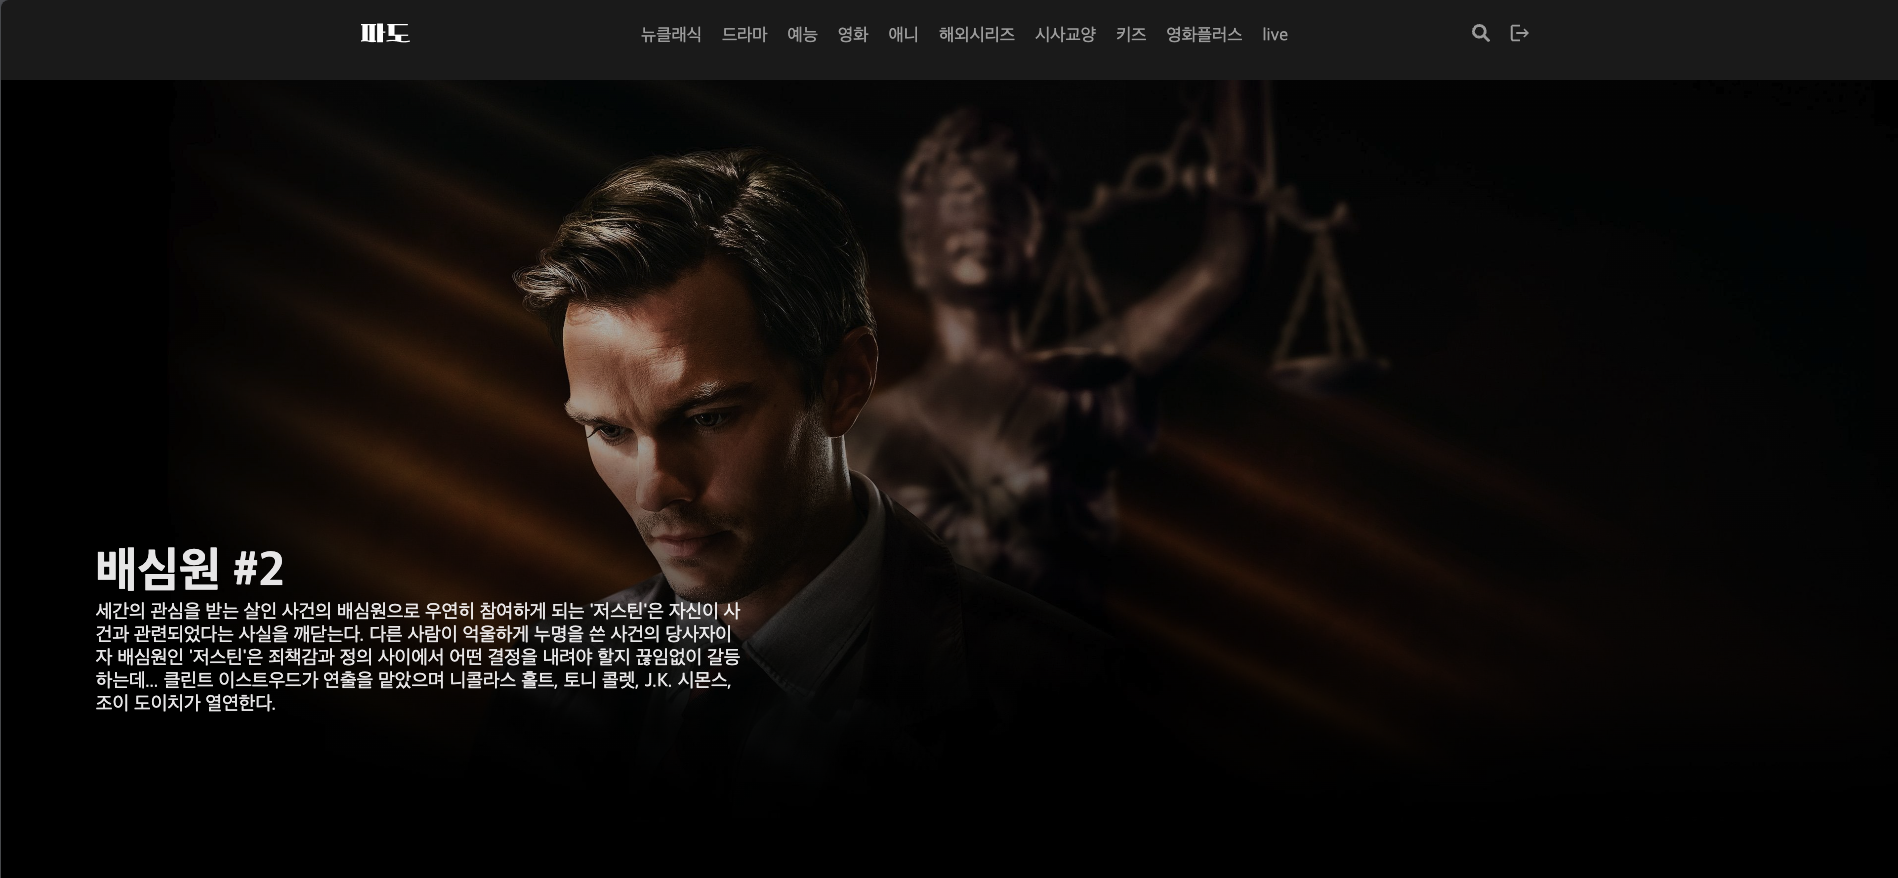 파도
뉴클래식 드라마 예능 영화 애니 해외시리즈 시사교양 키즈 영화플러스 live
배심원 #2
세간의 관심을 받는 살인 사건의 배심원으로 우연히 참여하게 되는 '저스틴'은 자신이 사
건과 관련되었다는 사실을 깨닫는다. 다른 사람이 억울하게 누명을 쓴 사건의 당사자이
자 배심원인 '저스틴'은 죄책감과 정의 사이에서 어떤 결정을 내려야 할지 끊임없이 갈등
하는데... 클린트 이스트우드가 연출을 맡았으며 니콜라스 홀트, 토니 콜렛, J.K. 시몬스,
조이 도이치가 열연한다.